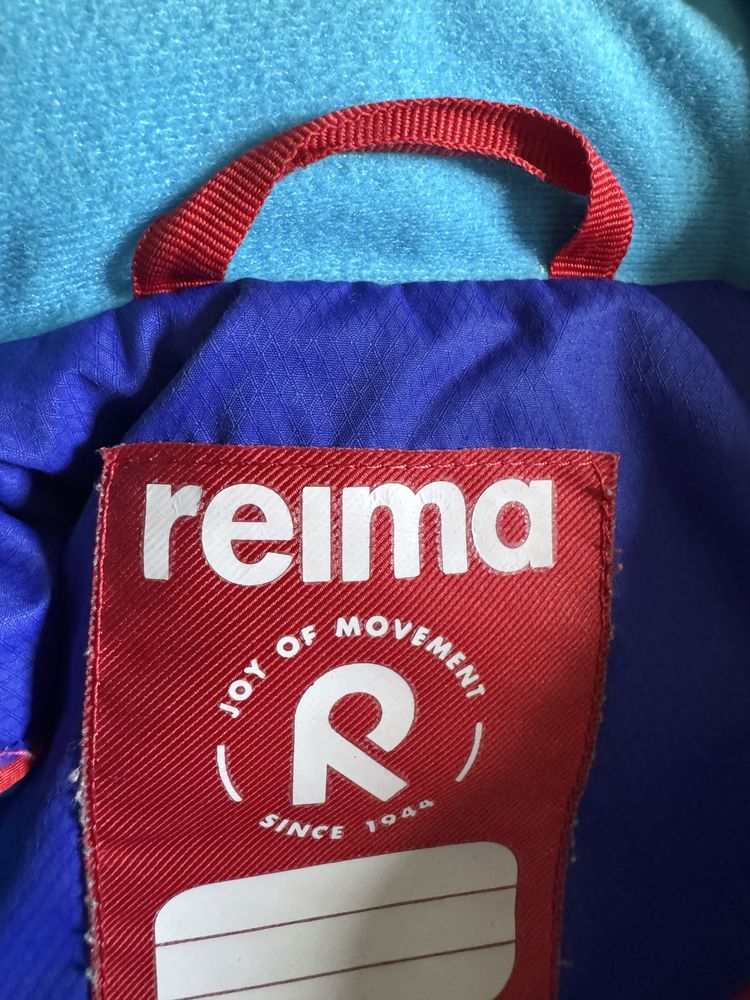 reima
JOY OF MOVEMENT
R
SINCE 1944